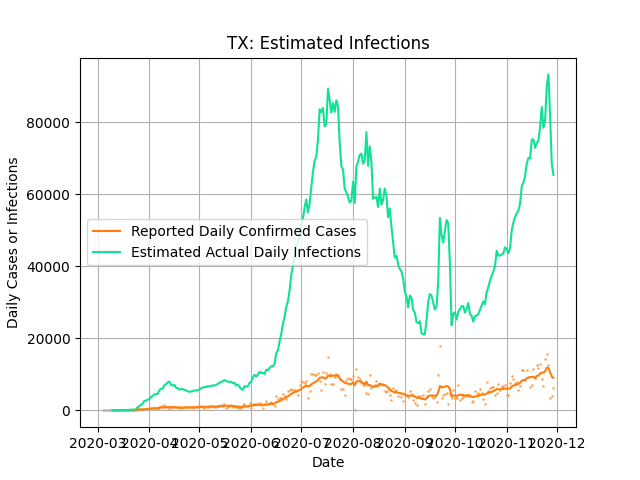 TX: Estimated Infections
Daily Cases or Infections
80000
60000
40000
20000
0
Reported Daily Confirmed Cases
Estimated Actual Daily Infections
2020-03 2020-04 2020-05 2020-06 2020-07 2020-08 2020-09 2020-10 2020-11 2020-12
Date